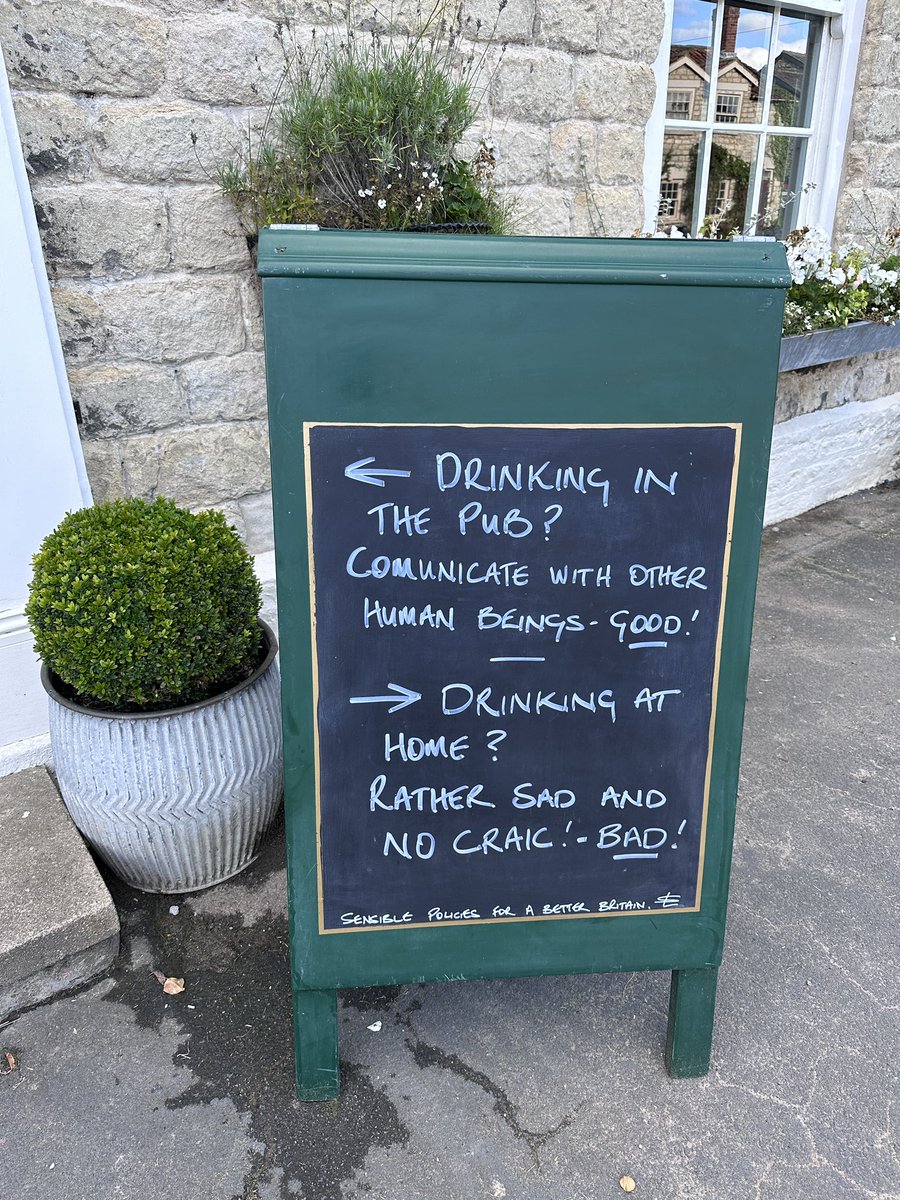 ← DRINKING IN
THE PUB?
COMUNICATE WITH OTHER
HUMAN BEINGS - GOOD!
—
→ DRINKING AT
HOME?
RATHER SAD AND
NO CRAIC! - BAD!
SENSIBLE POLICIES FOR A BETTER BRITAIN.